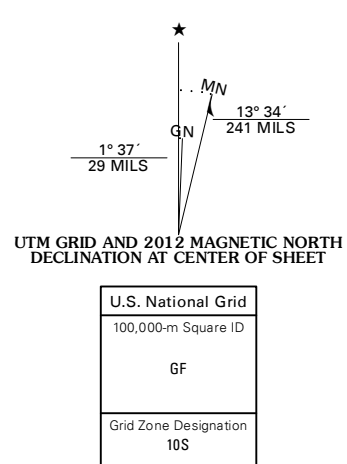 ★
MN
GN
13° 34´
241 MILS
1° 37´
29 MILS
UTM GRID AND 2012 MAGNETIC NORTH
DECLINATION AT CENTER OF SHEET
U.S. National Grid
100,000-m Square ID
GF
Grid Zone Designation
10S